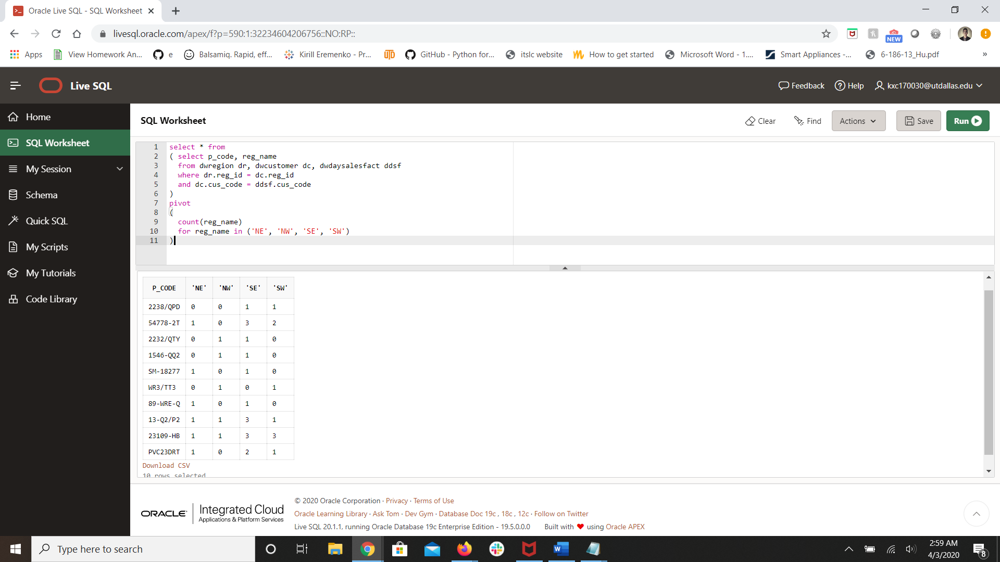 Oracle Live SQL - SQL Worksheet
livesql.oracle.com/apex/f?p=590:1:32234604206756::NO:RP::
NEW
Apps View Homework An... e Balsamiq. Rapid, eff... Kirill Eremenko - Pr... UTD GitHub - Python for... itslc website How to get started Microsoft Word - 1.... Smart Appliances -... 6-186-13_Hu.pdf »
Live SQL
Feedback Help kxc170030@utdallas.edu
Home
SQL Worksheet
My Session
Schema
Quick SQL
My Scripts
My Tutorials
Code Library
SQL Worksheet
Clear Find Actions Save Run
1 select * from
2 ( select p_code, reg_name
3 from dwregion dr, dwcustomer dc, dwdaysalesfact ddsf
4 where dr.reg_id = dc.reg_id
5 and dc.cus_code = ddsf.cus_code
6 )
7 pivot
8 (
9 count(reg_name)
10 for reg_name in ('NE', 'NW', 'SE', 'SW')
11 )
P_CODE 'NE' 'NW' 'SE' 'SW'
2238/QPD 0 0 1 1
54778-2T 1 0 3 2
2232/QTY 0 1 1 0
1546-QQ2 0 1 1 0
SM-18277 1 0 1 0
WR3/TT3 0 1 0 1
89-WRE-Q 1 0 1 0
13-Q2/P2 1 1 3 1
23109-HB 1 1 3 3
PVC23DRT 1 0 2 1
Download CSV
10 rows selected
ORACLE Integrated Cloud
Applications & Platform Services
© 2020 Oracle Corporation · Privacy · Terms of Use
Oracle Learning Library · Ask Tom · Dev Gym · Database Doc 19c, 18c, 12c · Follow on Twitter
Live SQL 20.1.1, running Oracle Database 19c Enterprise Edition - 19.5.0.0.0 Built with ♥ using Oracle APEX
Type here to search
2:59 AM
4/3/2020
8